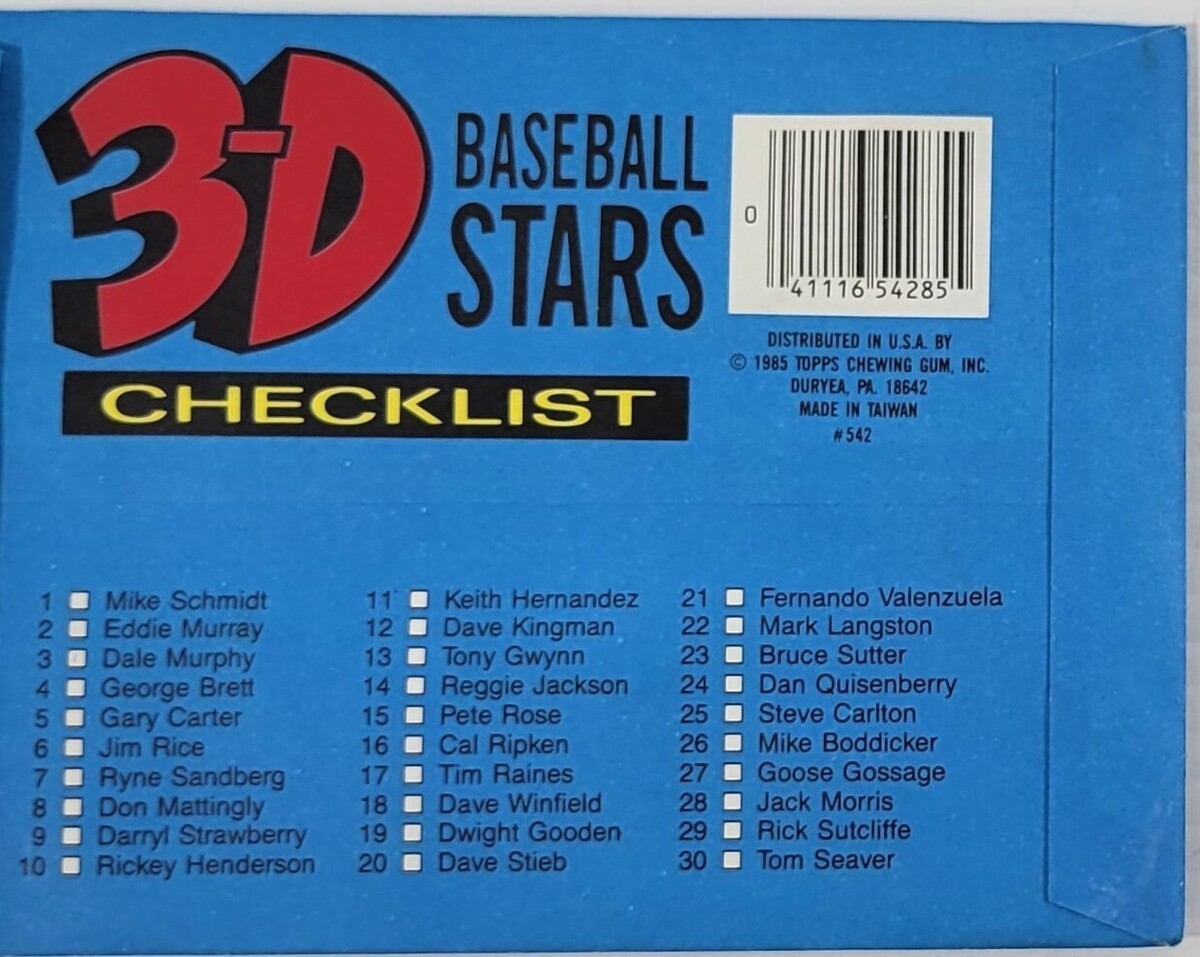 3-D
BASEBALL
STARS
CHECKLIST
0
41116 54285
DISTRIBUTED IN U.S.A. BY
© 1985 TOPPS CHEWING GUM, INC.
DURYEA, PA. 18642
MADE IN TAIWAN
#542
1 Mike Schmidt
2 Eddie Murray
3 Dale Murphy
4 George Brett
5 Gary Carter
6 Jim Rice
7 Ryne Sandberg
8 Don Mattingly
9 Darryl Strawberry
10 Rickey Henderson
11 Keith Hernandez
12 Dave Kingman
13 Tony Gwynn
14 Reggie Jackson
15 Pete Rose
16 Cal Ripken
17 Tim Raines
18 Dave Winfield
19 Dwight Gooden
20 Dave Stieb
21 Fernando Valenzuela
22 Mark Langston
23 Bruce Sutter
24 Dan Quisenberry
25 Steve Carlton
26 Mike Boddicker
27 Goose Gossage
28 Jack Morris
29 Rick Sutcliffe
30 Tom Seaver